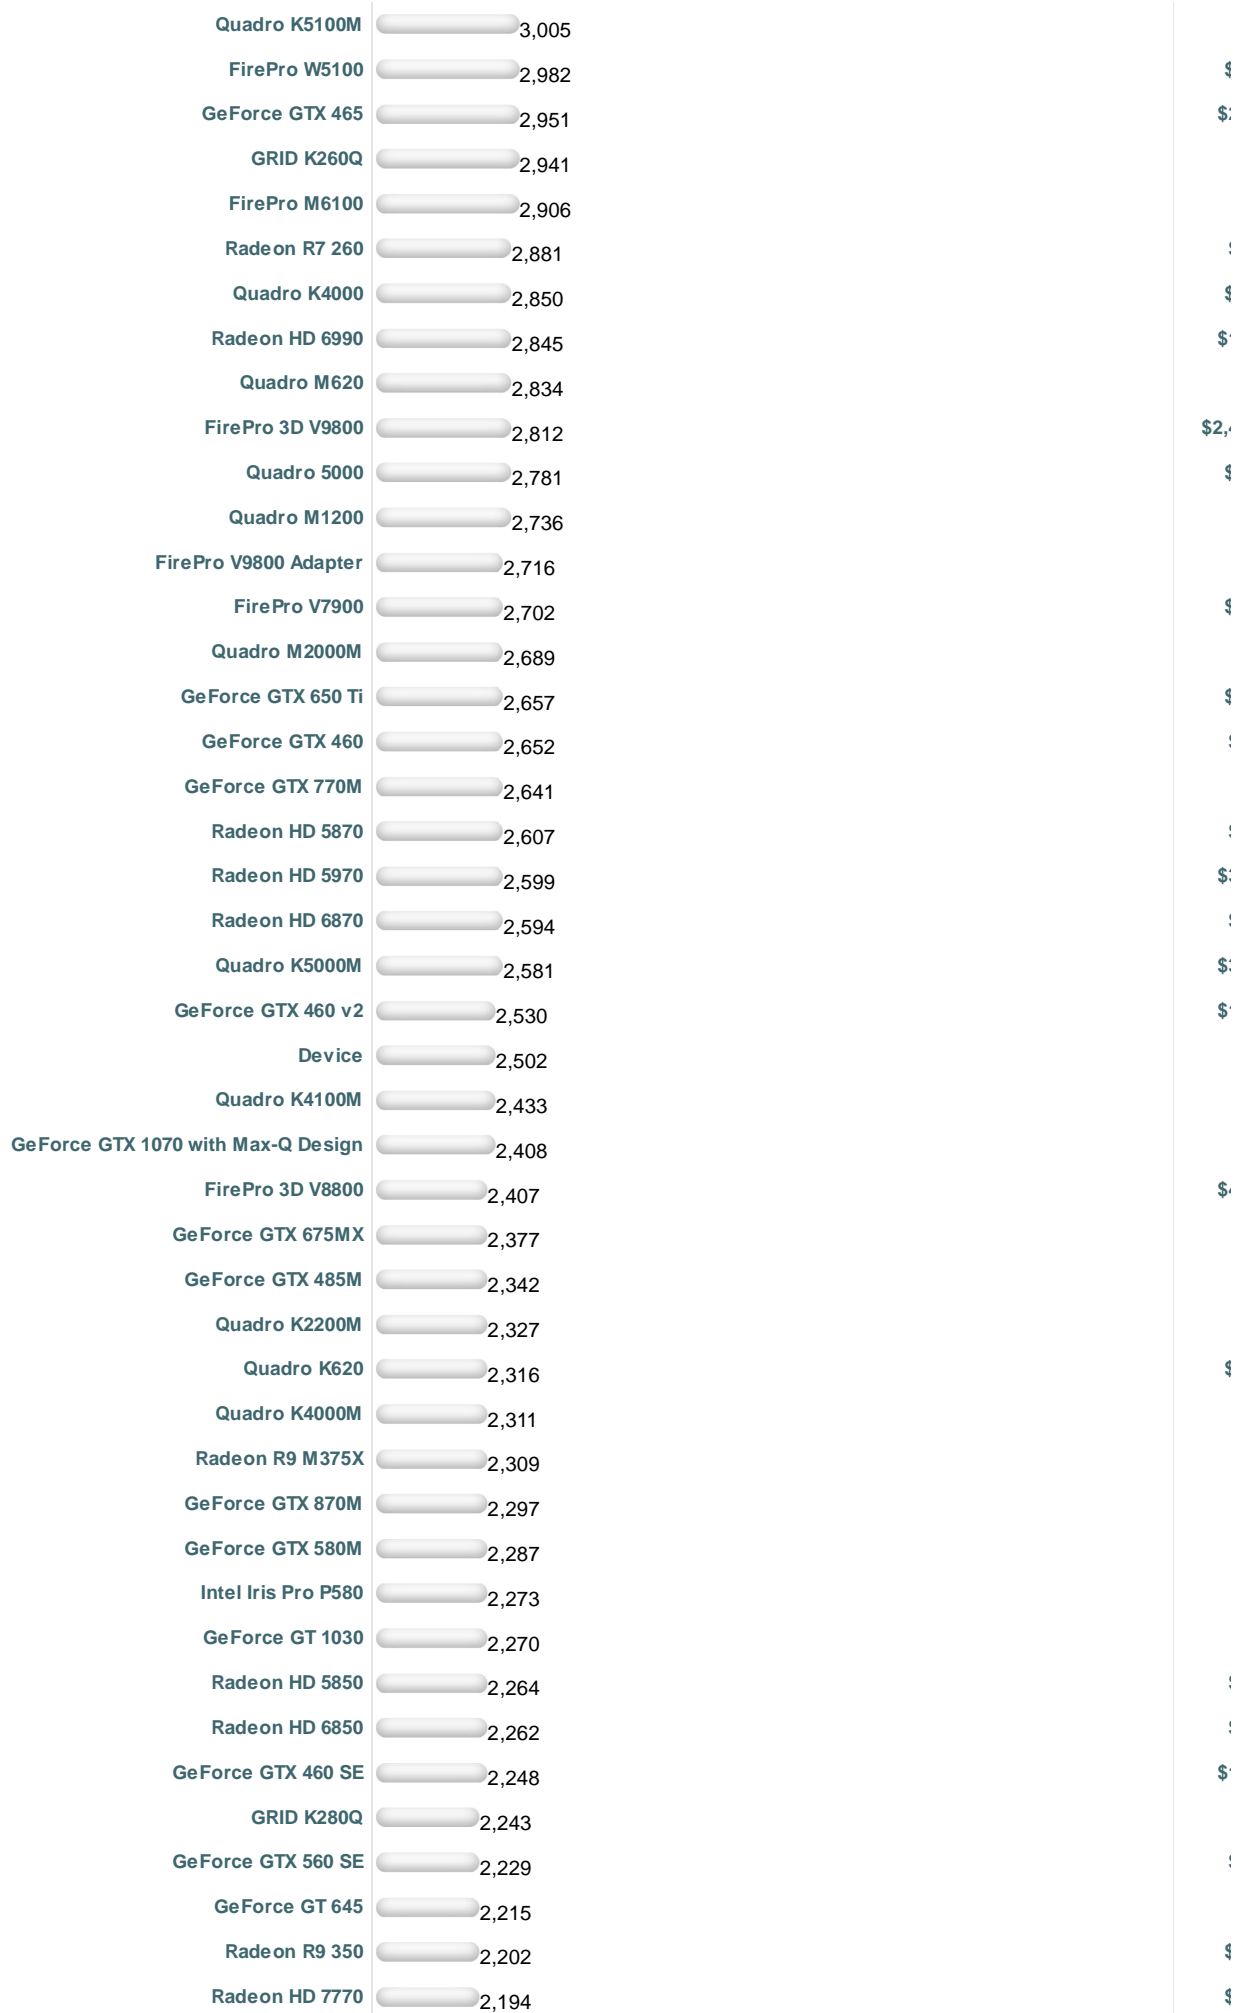 Quadro K5100M 3,005
FirePro W5100 2,982 $
GeForce GTX 465 2,951 $2
GRID K260Q 2,941
FirePro M6100 2,906
Radeon R7 260 2,881 $
Quadro K4000 2,850 $
Radeon HD 6990 2,845 $1
Quadro M620 2,834
FirePro 3D V9800 2,812 $2,4
Quadro 5000 2,781 $
Quadro M1200 2,736
FirePro V9800 Adapter 2,716
FirePro V7900 2,702 $
Quadro M2000M 2,689
GeForce GTX 650 Ti 2,657 $
GeForce GTX 460 2,652 $
GeForce GTX 770M 2,641
Radeon HD 5870 2,607 $
Radeon HD 5970 2,599 $3
Radeon HD 6870 2,594 $
Quadro K5000M 2,581 $3
GeForce GTX 460 v2 2,530 $1
Device 2,502
Quadro K4100M 2,433
GeForce GTX 1070 with Max-Q Design 2,408
FirePro 3D V8800 2,407 $4
GeForce GTX 675MX 2,377
GeForce GTX 485M 2,342
Quadro K2200M 2,327
Quadro K620 2,316 $
Quadro K4000M 2,311
Radeon R9 M375X 2,309
GeForce GTX 870M 2,297
GeForce GTX 580M 2,287
Intel Iris Pro P580 2,273
GeForce GT 1030 2,270
Radeon HD 5850 2,264 $
Radeon HD 6850 2,262 $
GeForce GTX 460 SE 2,248 $1
GRID K280Q 2,243
GeForce GTX 560 SE 2,229 $
GeForce GT 645 2,215
Radeon R9 350 2,202 $
Radeon HD 7770 2,194 $